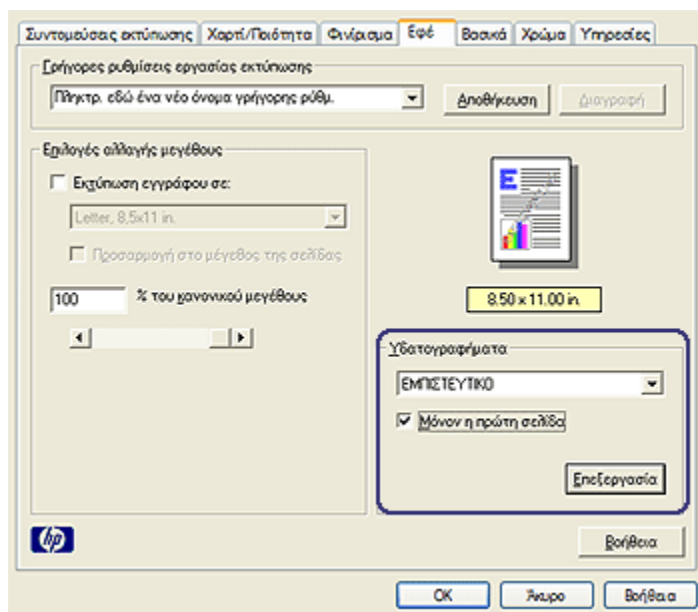 Συντομεύσεις εκτύπωσης Χαρτί/Ποιότητα Φινίρισμα Εφέ Βασικά Χρώμα Υπηρεσίες
Γρήγορες ρυθμίσεις εργασίας εκτύπωσης
Πληκτρ. εδώ ένα νέο όνομα γρήγορης ρύθμ. Αποθήκευση Διαγραφή
Επιλογές αλλαγής μεγέθους
Εκτύπωση εγγράφου σε:
Letter, 8,5x11 in.
Προσαρμογή στο μέγεθος της σελίδας
100 % του κανονικού μεγέθους
8.50 x 11.00 in.
Υδατογραφήματα
ΕΜΠΙΣΤΕΥΤΙΚΟ
Μόνον η πρώτη σελίδα
Επεξεργασία
hp
Βοήθεια
OK Άκυρο Βοήθεια